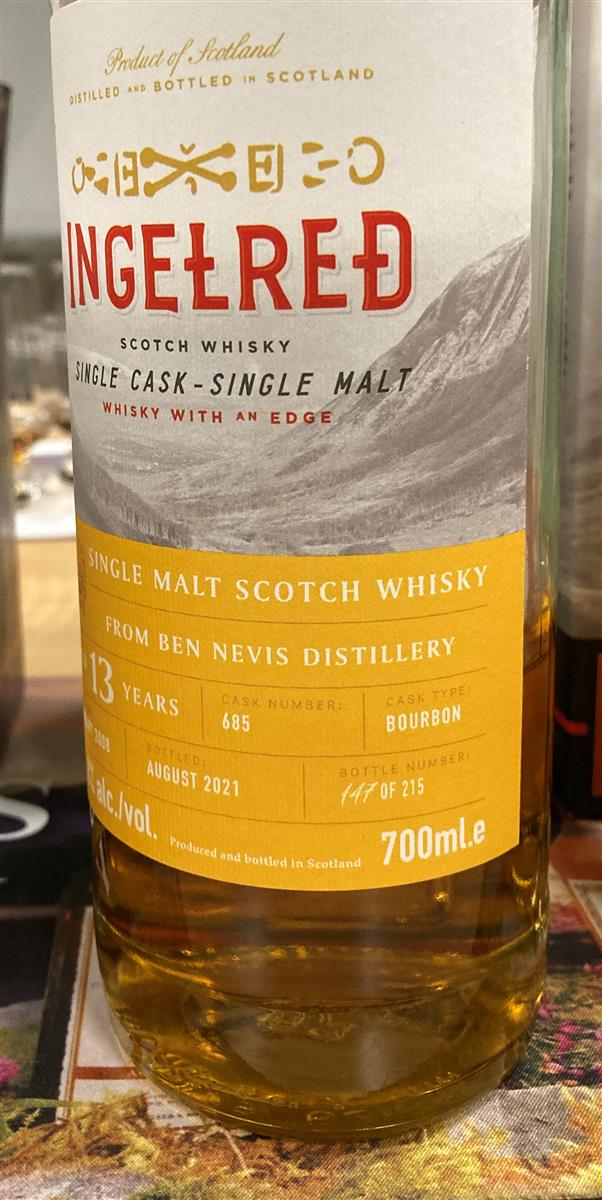 Product of Scotland
DISTILLED AND BOTTLED IN SCOTLAND
INGEŁREĐ
SCOTCH WHISKY
SINGLE CASK - SINGLE MALT
WHISKY WITH AN EDGE
SINGLE MALT SCOTCH WHISKY
FROM BEN NEVIS DISTILLERY
13 YEARS
CASK NUMBER:
685
CASK TYPE:
BOURBON
2008
BOTTLED:
AUGUST 2021
BOTTLE NUMBER:
147 OF 215
alc./vol.
Produced and bottled in Scotland
700ml.e